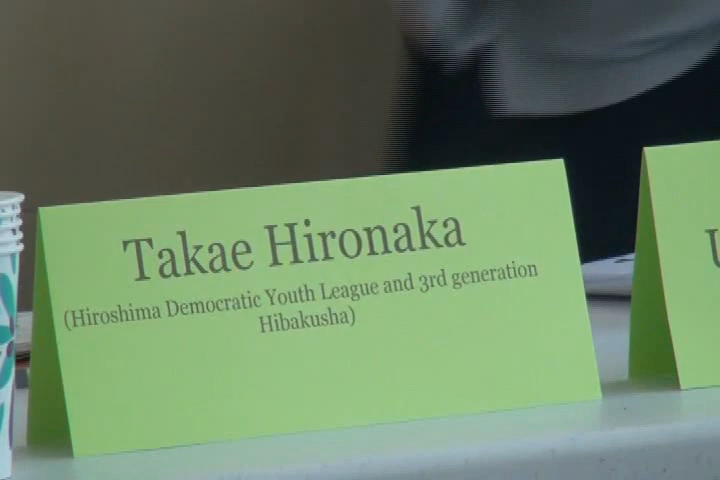 Takae Hironaka
(Hiroshima Democratic Youth League and 3rd generation
Hibakusha)